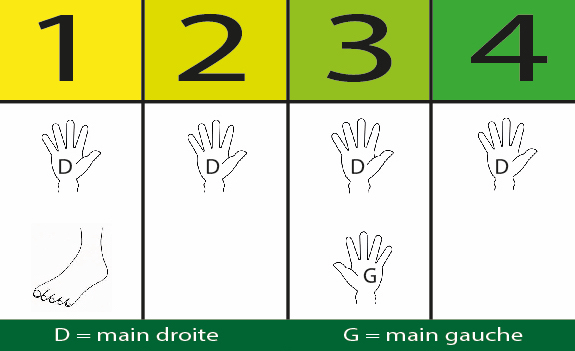 1 2 3 4
D D D D
G
D = main droite G = main gauche